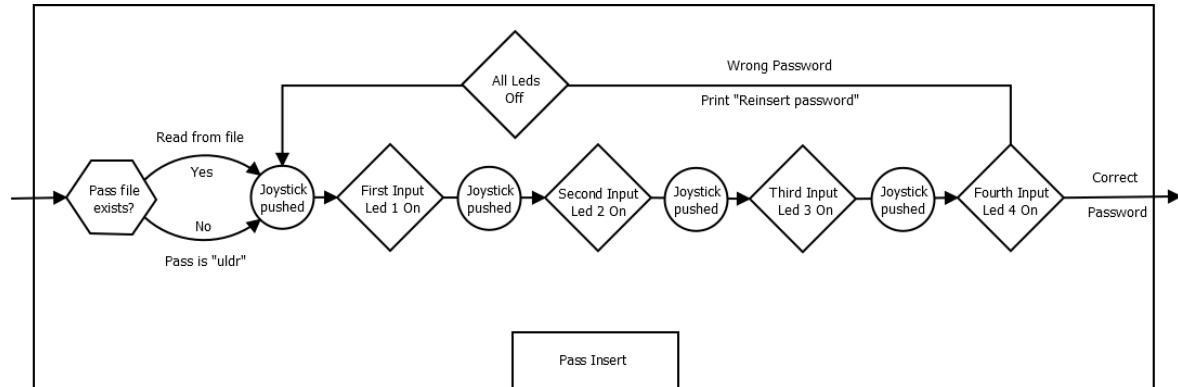 All Leds
Off
Wrong Password
Print "Reinsert password"
Read from file
Yes
Pass file
exists?
No
Pass is "uldr"
Joystick
pushed
First Input
Led 1 On
Joystick
pushed
Second Input
Led 2 On
Joystick
pushed
Third Input
Led 3 On
Joystick
pushed
Fourth Input
Led 4 On
Correct
Password
Pass Insert